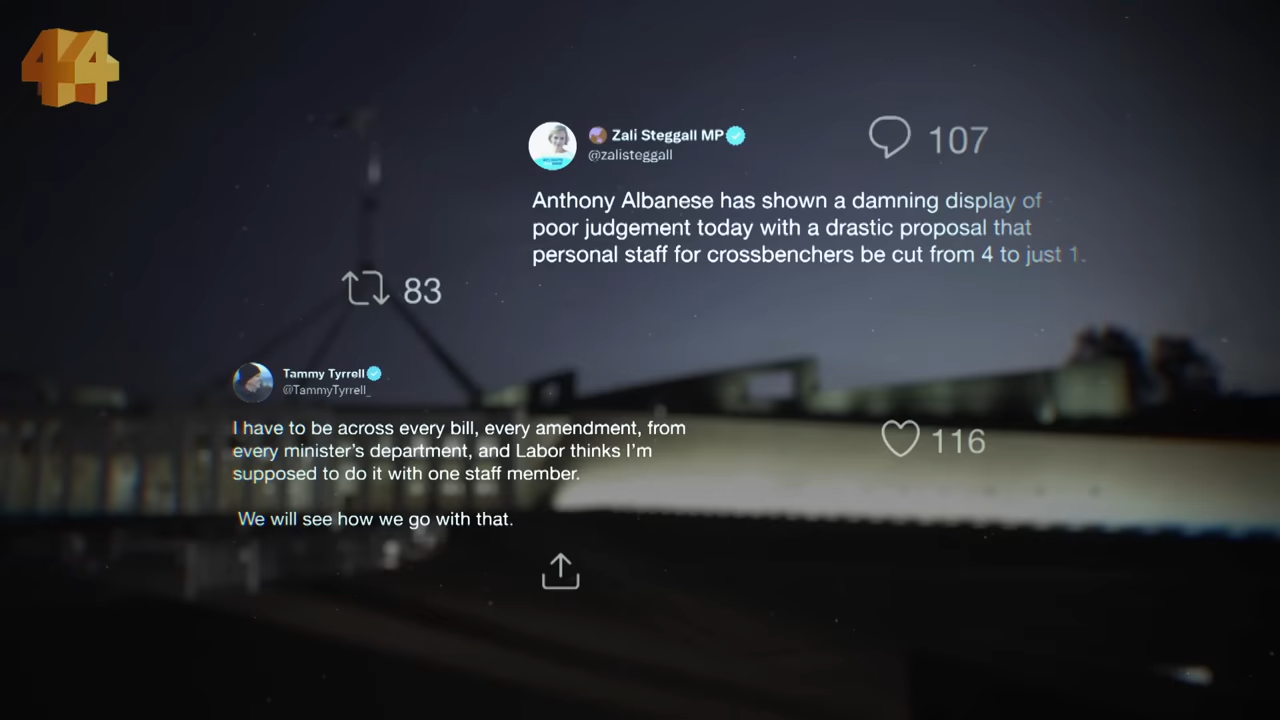 44
Zali Steggall MP
@zalisteggall
107
Anthony Albanese has shown a damning display of
poor judgement today with a drastic proposal that
personal staff for crossbenchers be cut from 4 to just 1.
83
Tammy Tyrrell
@TammyTyrrell_
I have to be across every bill, every amendment, from
every minister's department, and Labor thinks I'm
supposed to do it with one staff member.
116
We will see how we go with that.